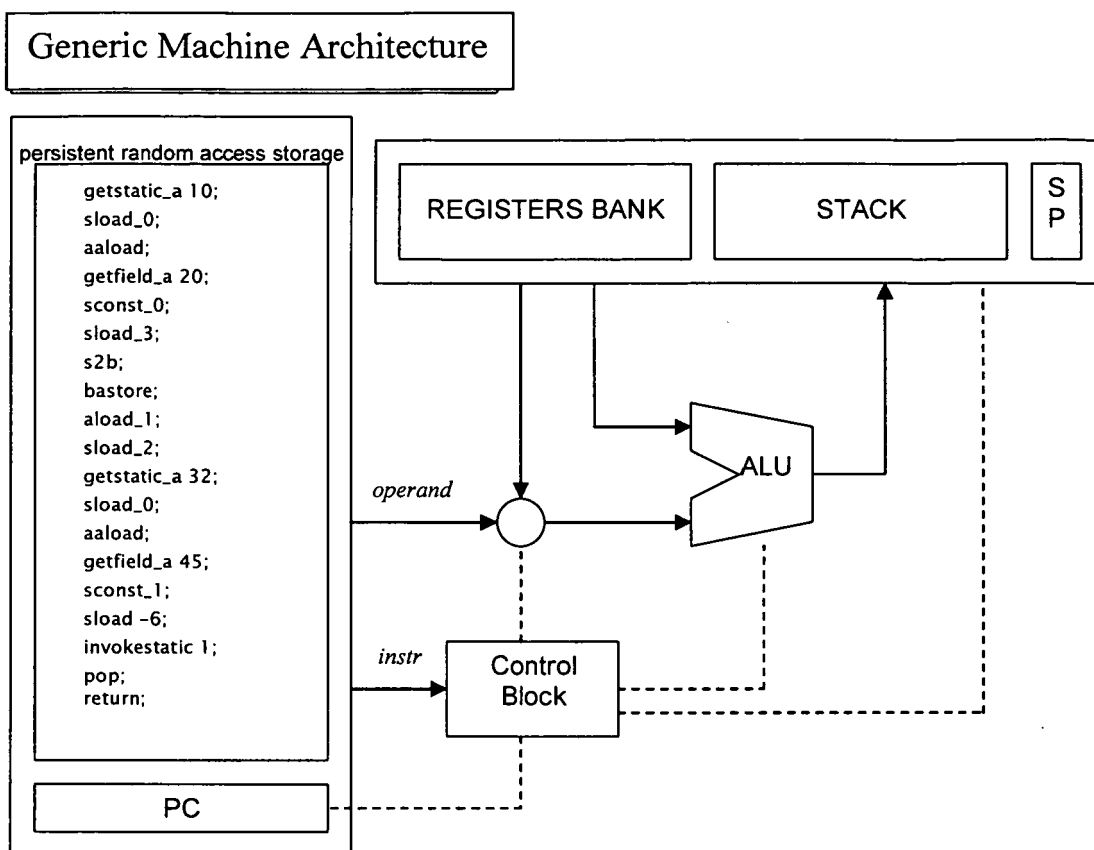 Generic Machine Architecture
persistent random access storage
getstatic_a 10;
sload_0;
aaload;
getfield_a 20;
sconst_0;
sload_3;
s2b;
bastore;
aload_1;
sload_2;
getstatic_a 32;
sload_0;
aaload;
getfield_a 45;
sconst_1;
sload -6;
invokestatic 1;
pop;
return;
PC
REGISTERS BANK
STACK
S
P
operand
ALU
instr
Control
Block